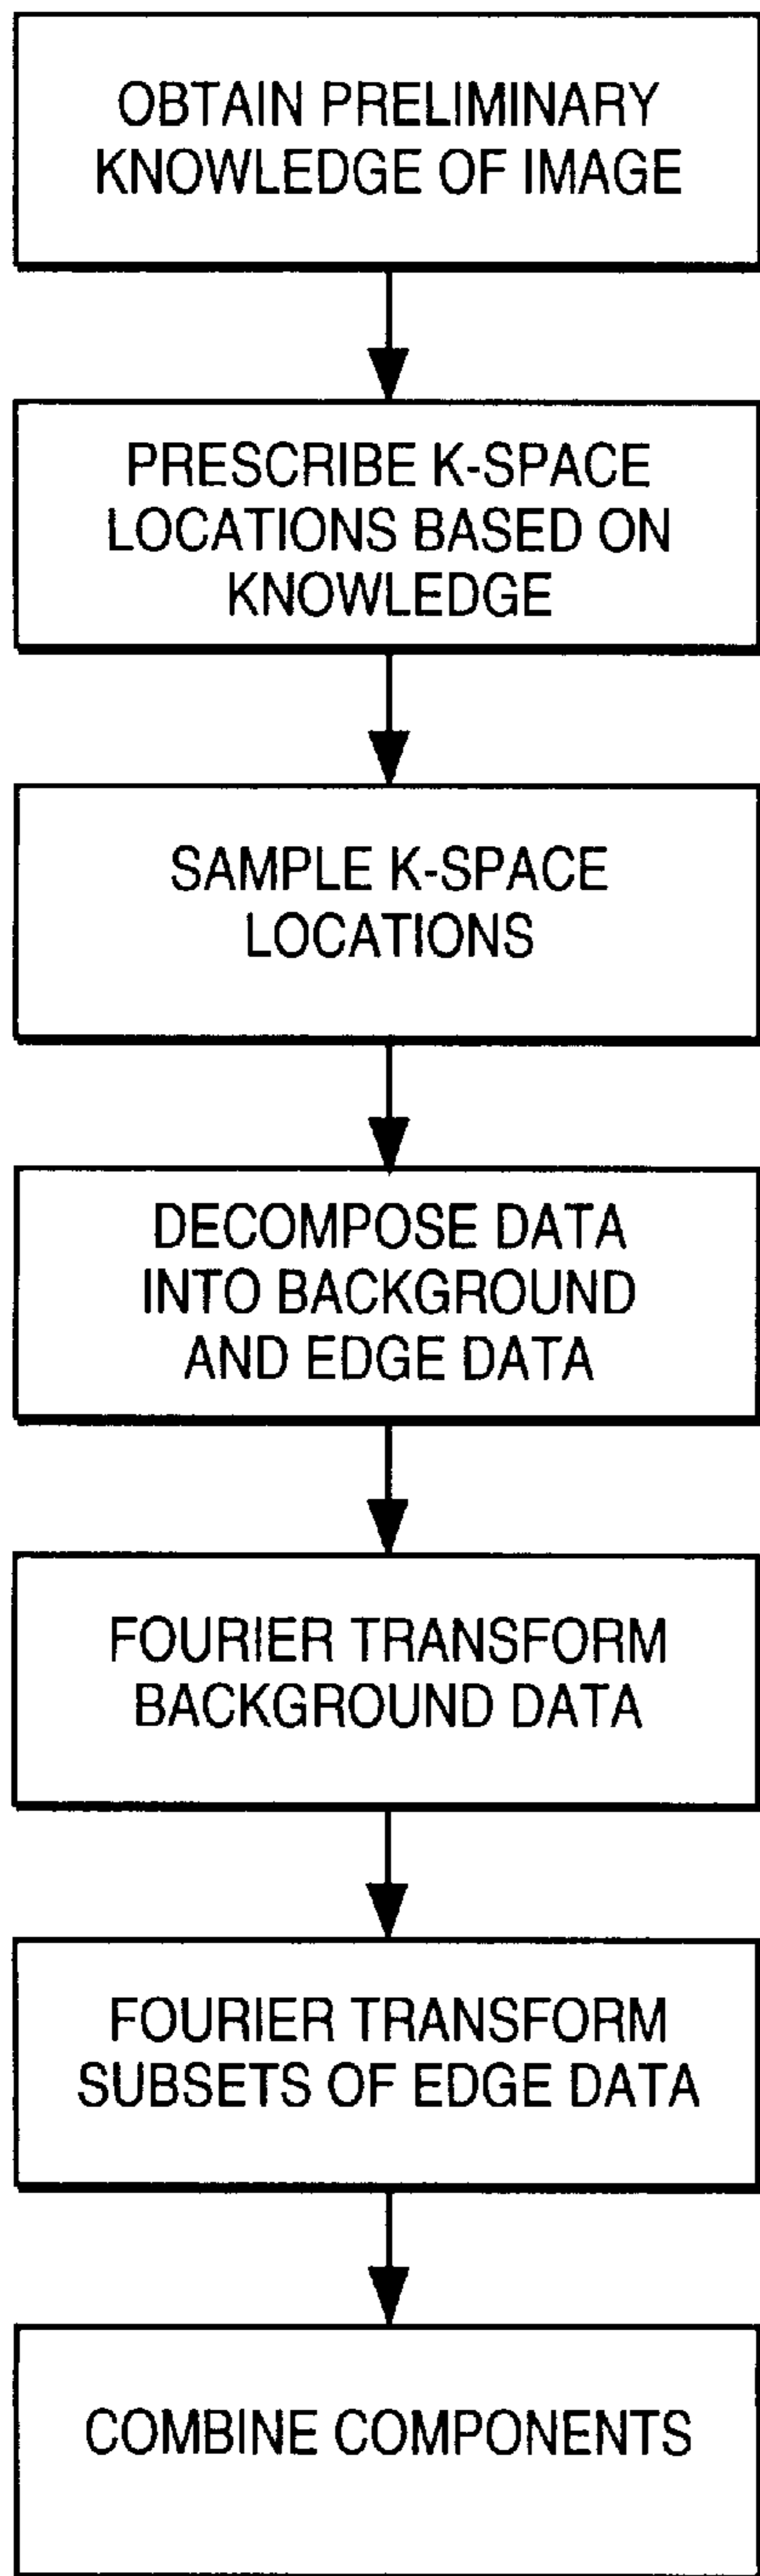 OBTAIN PRELIMINARY
KNOWLEDGE OF IMAGE
PRESCRIBE K-SPACE
LOCATIONS BASED ON
KNOWLEDGE
SAMPLE K-SPACE
LOCATIONS
DECOMPOSE DATA
INTO BACKGROUND
AND EDGE DATA
FOURIER TRANSFORM
BACKGROUND DATA
FOURIER TRANSFORM
SUBSETS OF EDGE DATA
COMBINE COMPONENTS